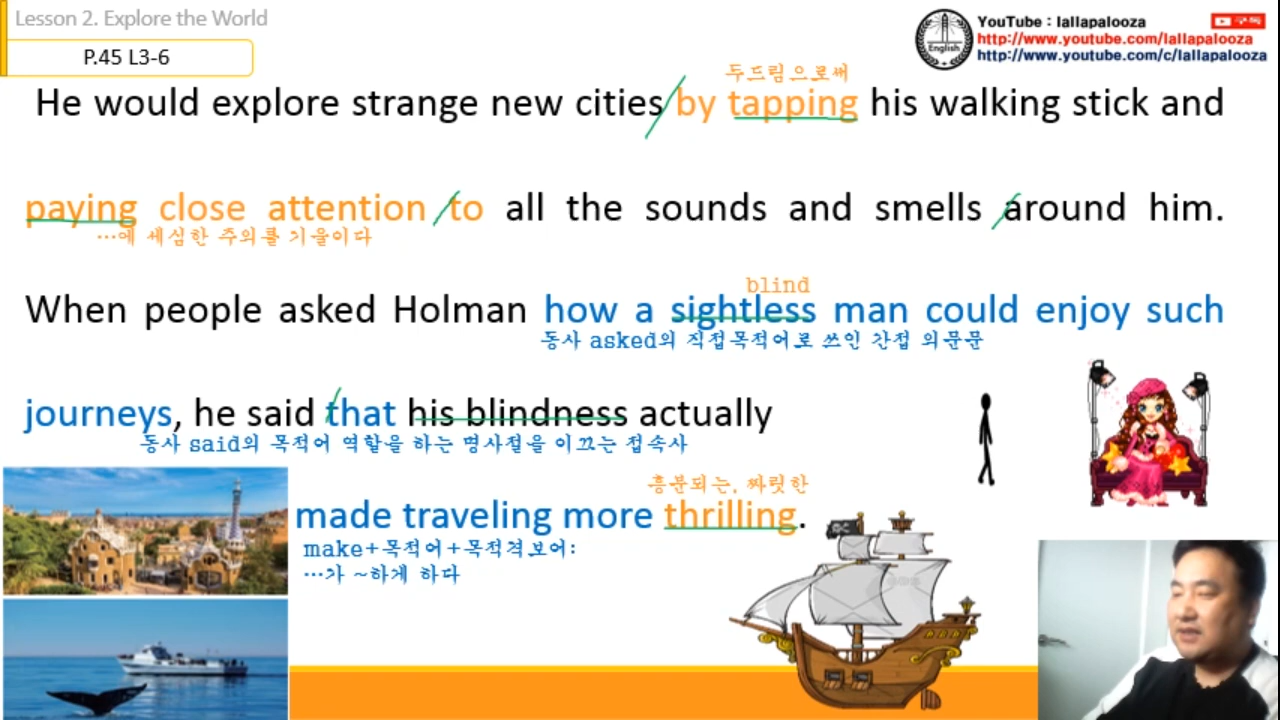 Lesson 2. Explore the World
P.45 L3-6
English
YouTube : lallapalooza
구독
http://www.youtube.com/lallapalooza
http://www.youtube.com/c/lallapalooza
두드림으로써
He would explore strange new cities by tapping his walking stick and
paying close attention to all the sounds and smells around him.
…에 세심한 주의를 기울이다
blind
When people asked Holman how a sightless man could enjoy such
동사 asked의 직접목적어로 쓰인 간접 의문문
journeys, he said that his blindness actually
동사 said의 목적어 역할을 하는 명사절을 이끄는 접속사
흥분되는, 짜릿한
made traveling more thrilling.
make+목적어+목적격보어:
…가 ~하게 하다